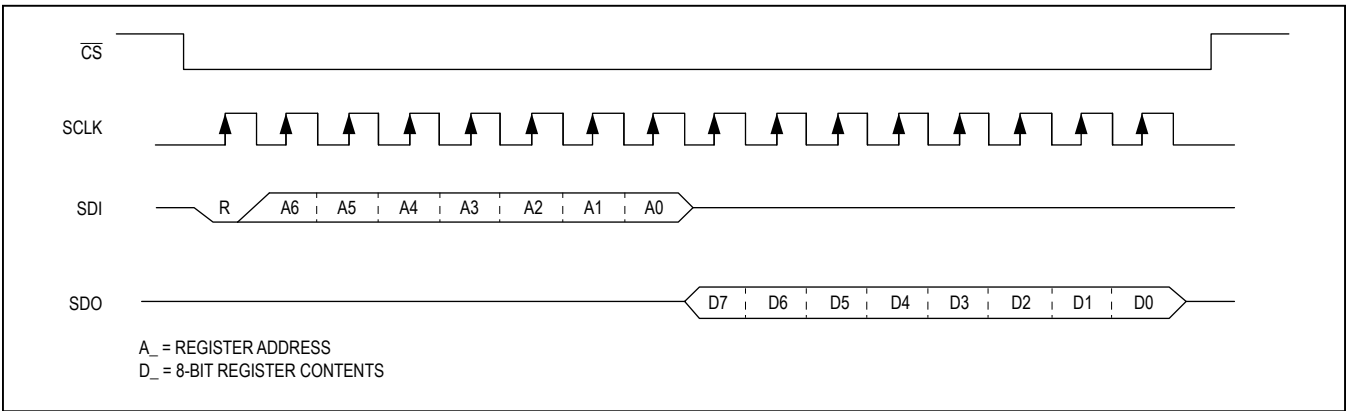 CS
SCLK
SDI R A6 A5 A4 A3 A2 A1 A0
SDO D7 D6 D5 D4 D3 D2 D1 D0
A_ = REGISTER ADDRESS
D_ = 8-BIT REGISTER CONTENTS